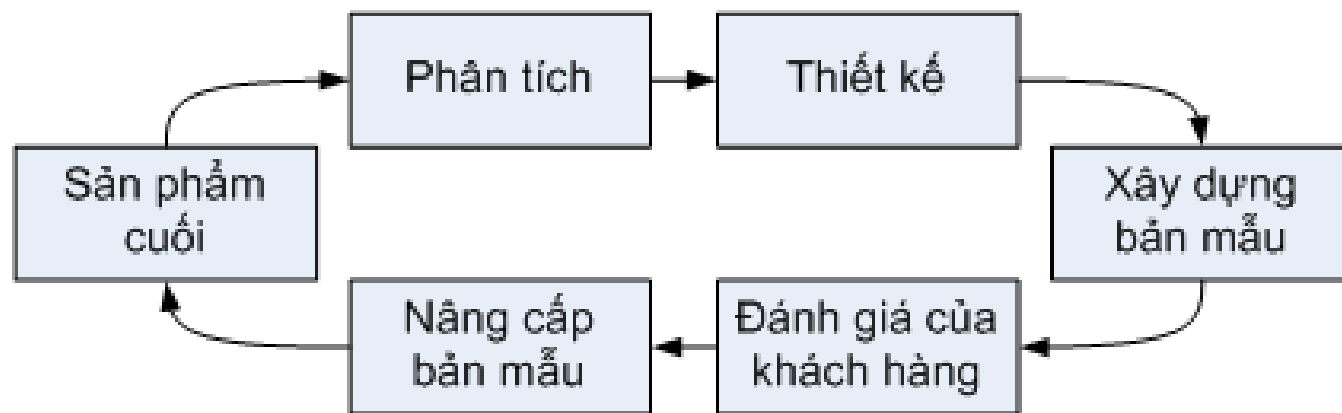 Phân tích
Thiết kế
Xây dựng
bản mẫu
Đánh giá của
khách hàng
Nâng cấp
bản mẫu
Sản phẩm
cuối